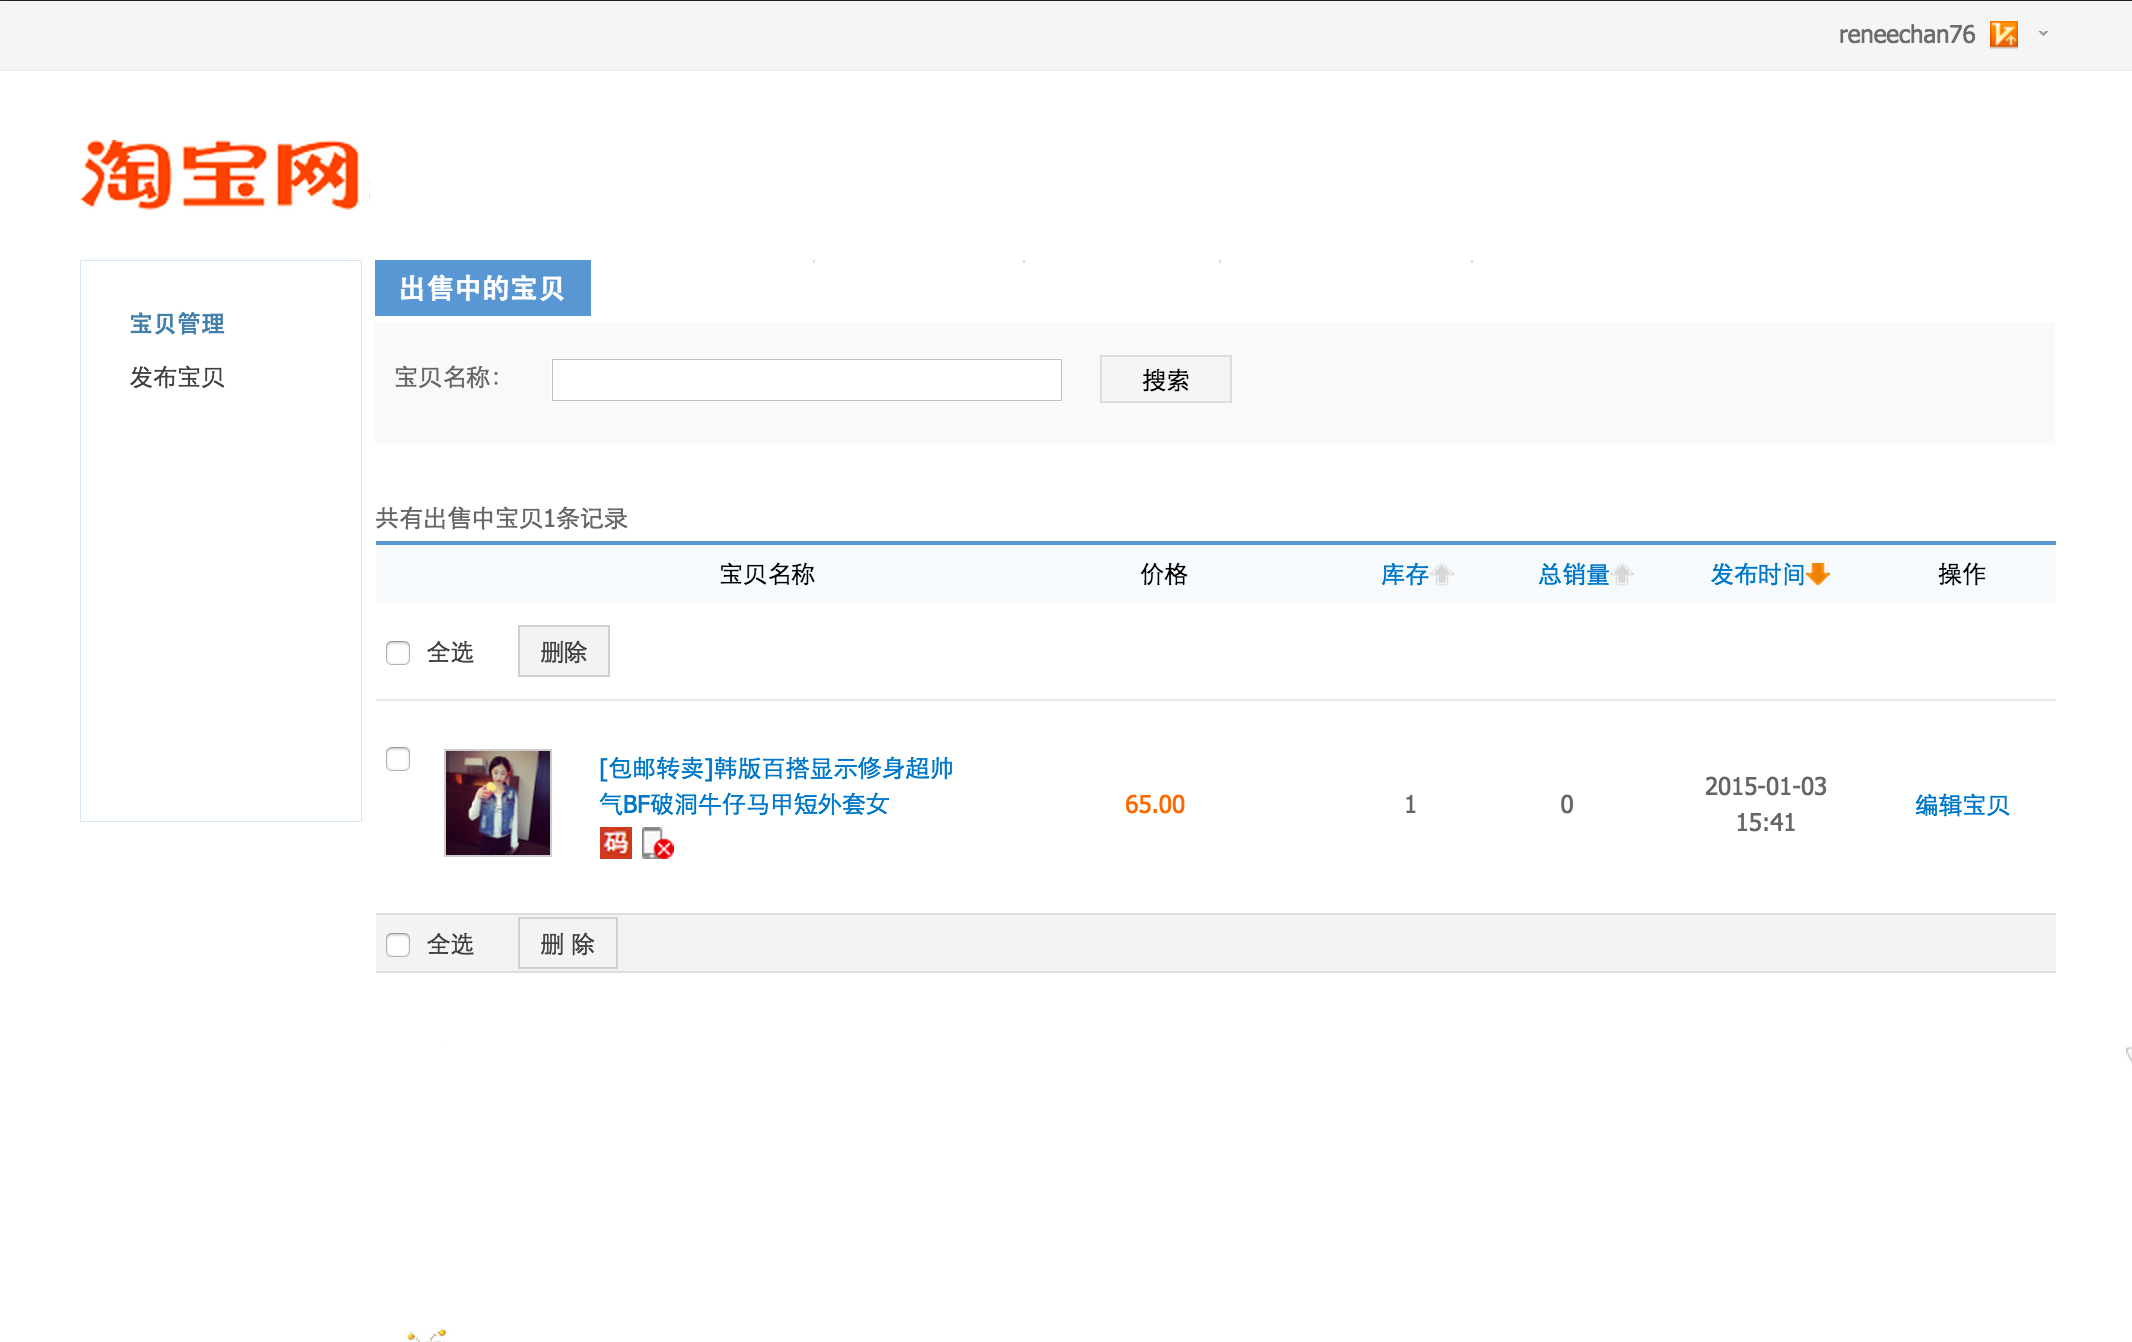 reneechan76
淘宝网
宝贝管理
发布宝贝
出售中的宝贝
宝贝名称：
搜索
共有出售中宝贝1条记录
宝贝名称 价格 库存 总销量 发布时间 操作
全选 删除
[包邮转卖]韩版百搭显示修身超帅
气BF破洞牛仔马甲短外套女
码
65.00 1 0 2015-01-03
15:41
编辑宝贝
全选 删 除